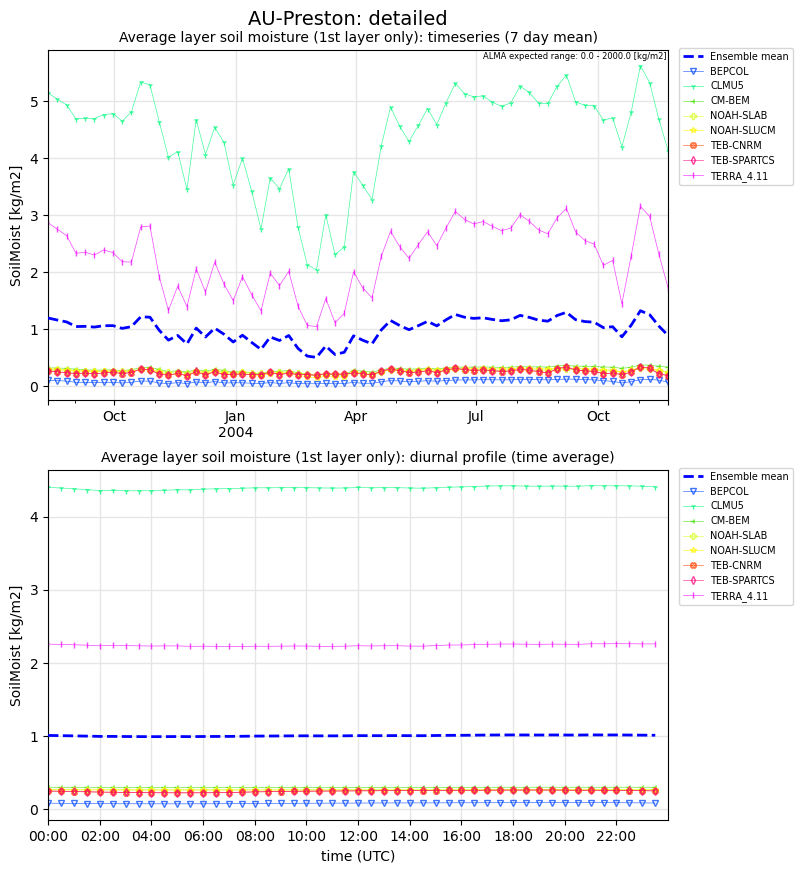 AU-Preston: detailed
Average layer soil moisture (1st layer only): timeseries (7 day mean)
ALMA expected range: 0.0 - 2000.0 [kg/m2]
SoilMoist [kg/m2]
5
4
3
2
1
0
Oct
Jan
2004
Apr
Jul
Oct
Ensemble mean
BEPCOL
CLMU5
CM-BEM
NOAH-SLAB
NOAH-SLUCM
TEB-CNRM
TEB-SPARTCS
TERRA_4.11
Average layer soil moisture (1st layer only): diurnal profile (time average)
SoilMoist [kg/m2]
4
3
2
1
0
00:00
02:00
04:00
06:00
08:00
10:00
12:00
14:00
16:00
18:00
20:00
22:00
time (UTC)
Ensemble mean
BEPCOL
CLMU5
CM-BEM
NOAH-SLAB
NOAH-SLUCM
TEB-CNRM
TEB-SPARTCS
TERRA_4.11